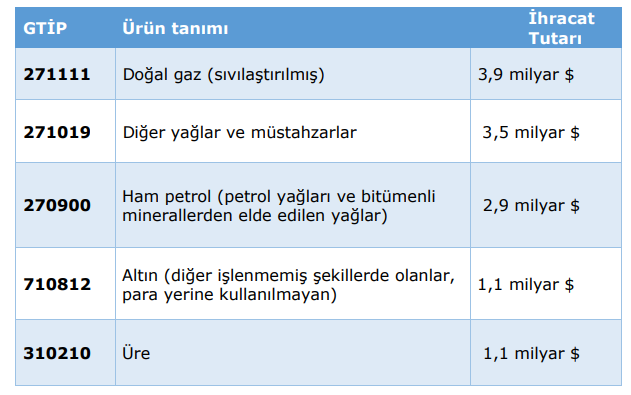 GTİP Ürün tanımı İhracat
Tutarı
271111 Doğal gaz (sıvılaştırılmış) 3,9 milyar $
271019 Diğer yağlar ve müstahzarlar 3,5 milyar $
270900 Ham petrol (petrol yağları ve bitümenli
minerallerden elde edilen yağlar) 2,9 milyar $
710812 Altın (diğer işlenmemiş şekillerde olanlar,
para yerine kullanılmayan) 1,1 milyar $
310210 Üre 1,1 milyar $